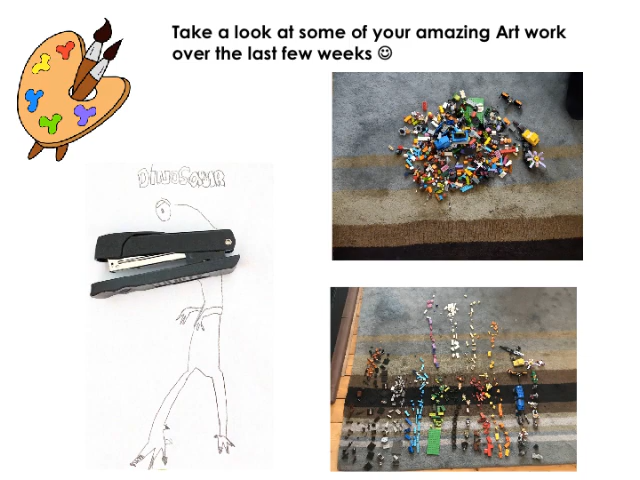 Take a look at some of your amazing Art work
over the last few weeks ☺
DINOSAUR